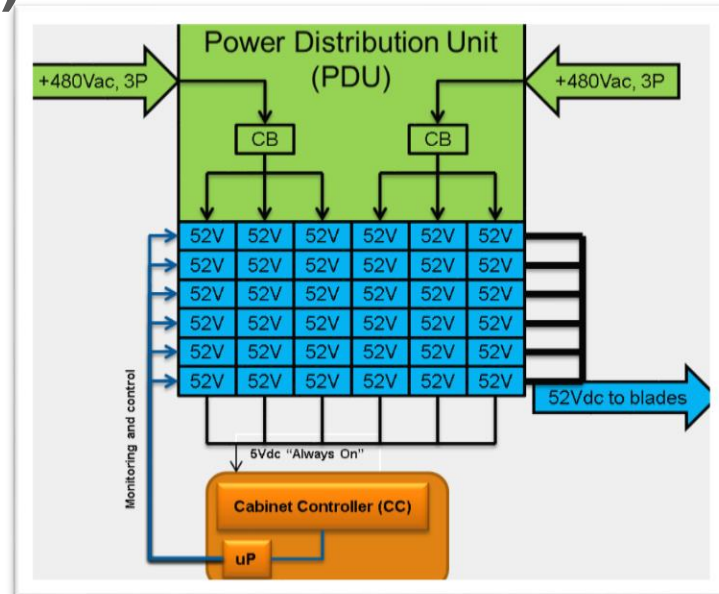 Power Distribution Unit
(PDU)
+480Vac, 3P
+480Vac, 3P
CB
CB
52V 52V 52V 52V 52V 52V
52V 52V 52V 52V 52V 52V
52V 52V 52V 52V 52V 52V
52V 52V 52V 52V 52V 52V
52V 52V 52V 52V 52V 52V
52V 52V 52V 52V 52V 52V
52Vdc to blades
Monitoring and control
5Vdc "Always On"
Cabinet Controller (CC)
uP